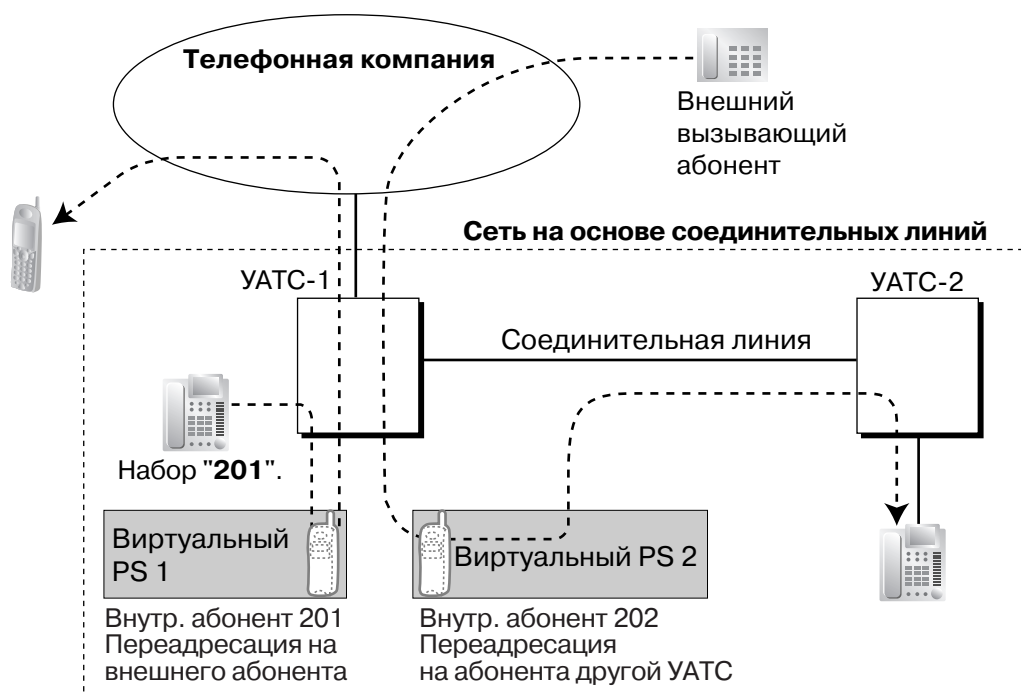 Телефонная компания
Внешний
вызывающий
абонент
Сеть на основе соединительных линий
УАТС-1
УАТС-2
Соединительная линия
Набор "201".
Виртуальный
PS 1
Виртуальный PS 2
Внутр. абонент 201
Переадресация на
внешнего абонента
Внутр. абонент 202
Переадресация
на абонента другой УАТС